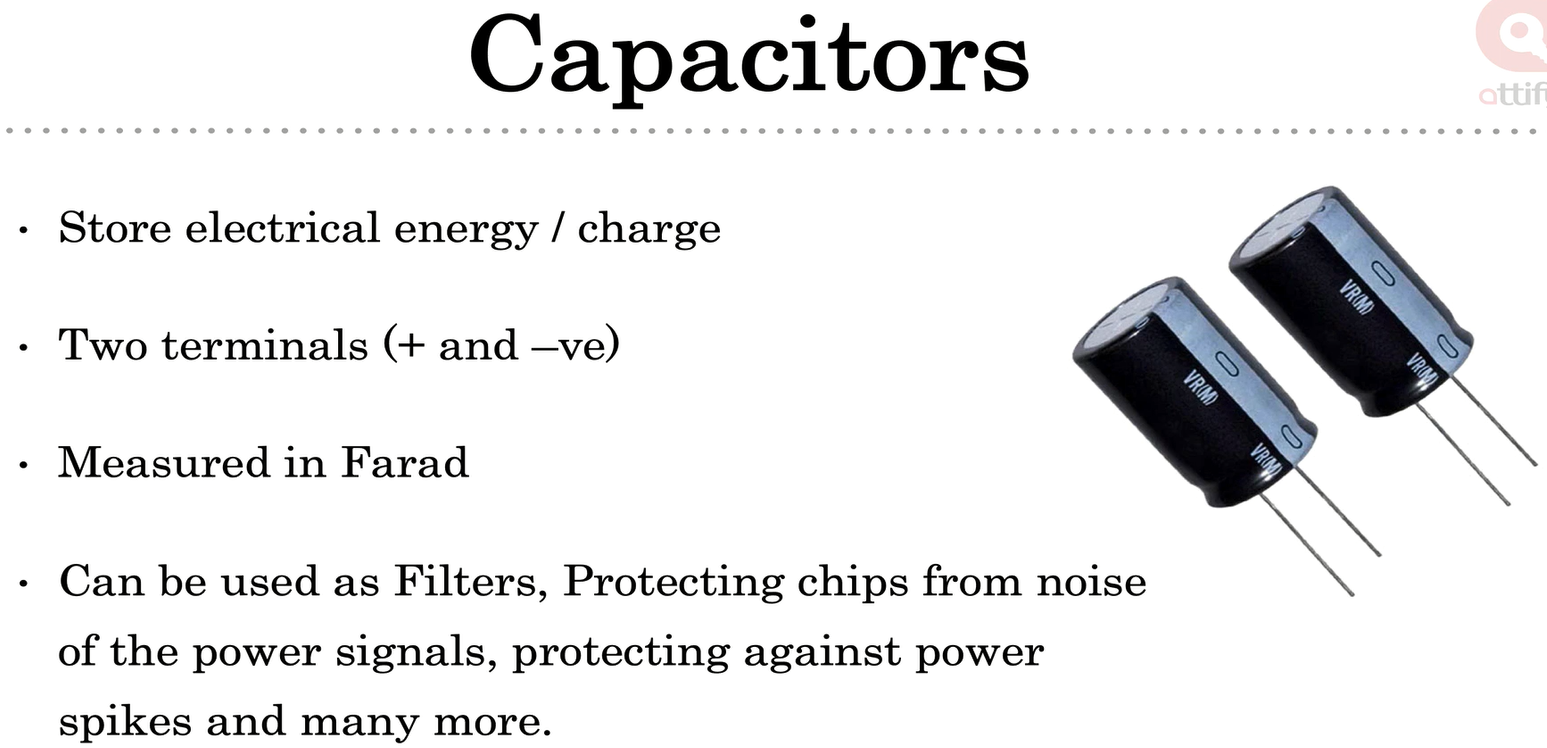 Capacitors
attify
• Store electrical energy / charge
• Two terminals (+ and –ve)
• Measured in Farad
• Can be used as Filters, Protecting chips from noise
of the power signals, protecting against power
spikes and many more.
VR(M)
VR(M)
VR(M)
VR(M)